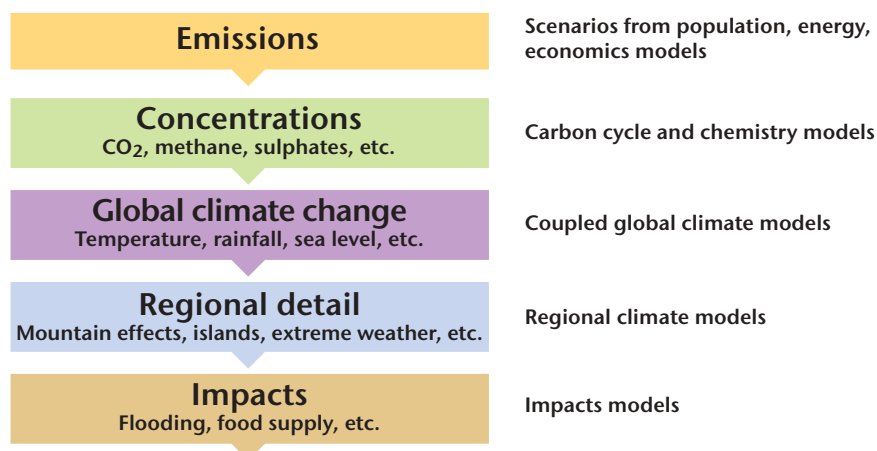 Emissions
Scenarios from population, energy,
economics models
Concentrations
CO₂, methane, sulphates, etc.
Carbon cycle and chemistry models
Global climate change
Temperature, rainfall, sea level, etc.
Coupled global climate models
Regional detail
Mountain effects, islands, extreme weather, etc.
Regional climate models
Impacts
Flooding, food supply, etc.
Impacts models